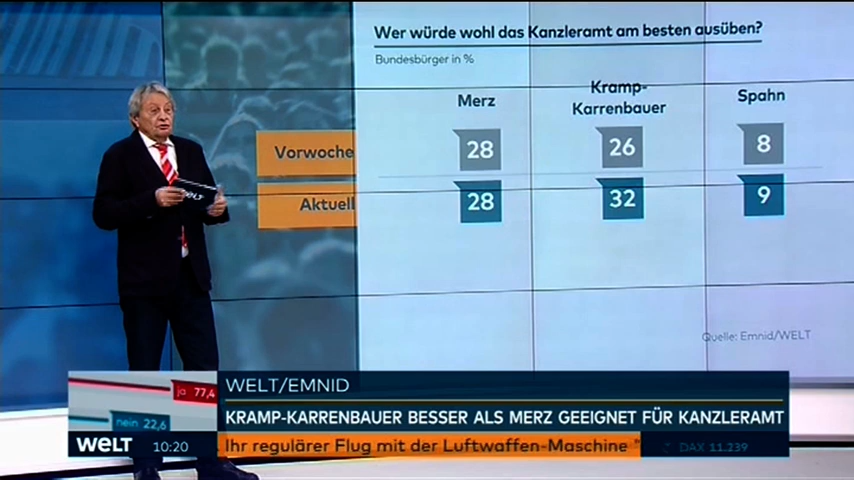 Wer würde wohl das Kanzleramt am besten ausüben?
Bundesbürger in %
Merz
Kramp-
Karrenbauer
Spahn
Vorwoche
28
26
8
Aktuell
28
32
9
Quelle: Emnid/WELT
WELT
ja 77,4
nein 22,6
WELT/EMNID
KRAMP-KARRENBAUER BESSER ALS MERZ GEEIGNET FÜR KANZLERAMT
WELT 10:20
Ihr regulärer Flug mit der Luftwaffen-Maschine "
DAX 11.239